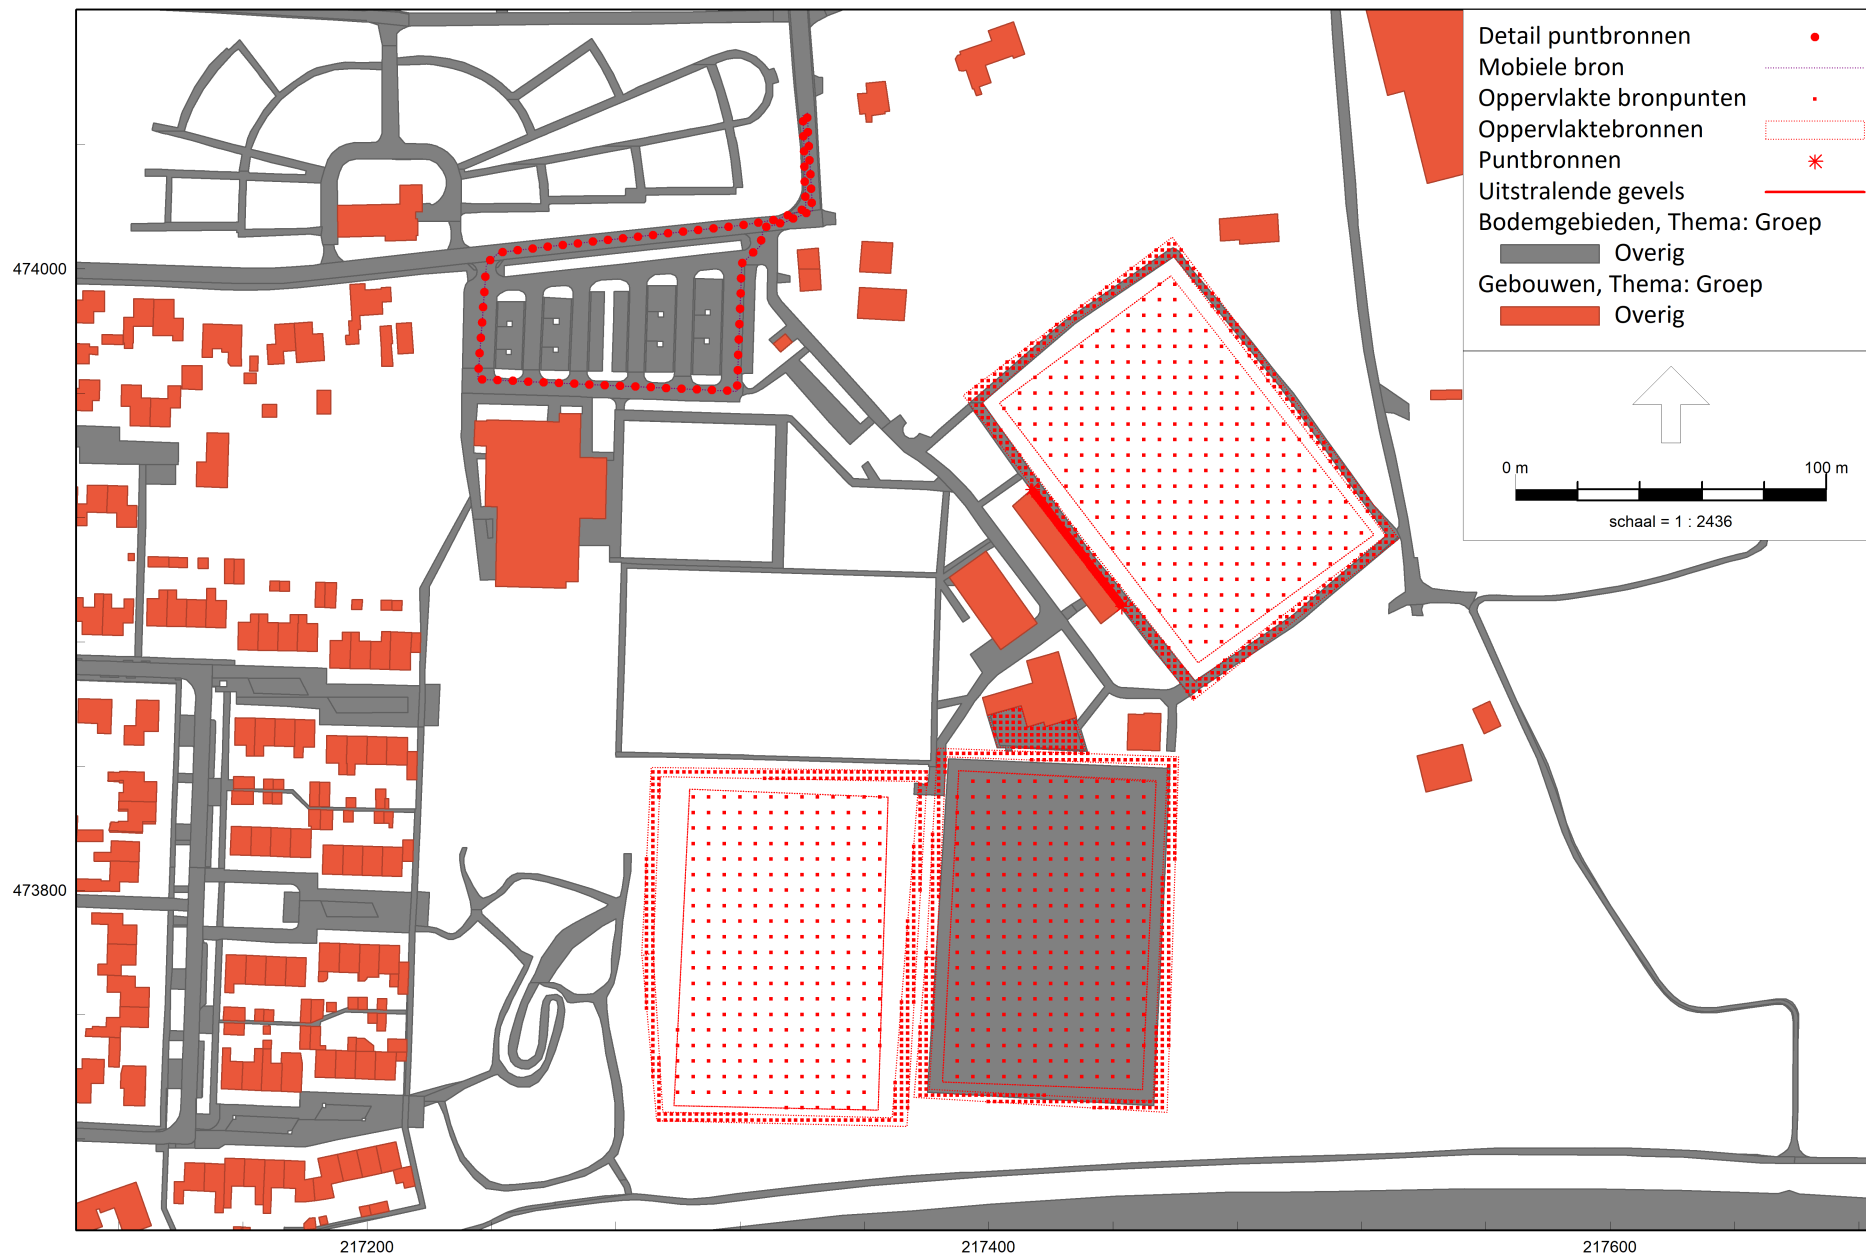 Detail puntbronnen
Mobiele bron
Oppervlakte bronpunten
Oppervlaktebronnen
Puntbronnen
Uitstralende gevels
Bodemgebieden, Thema: Groep
Overig
Gebouwen, Thema: Groep
Overig
0 m 100 m
schaal = 1 : 2436
474000
473800
217200 217400 217600